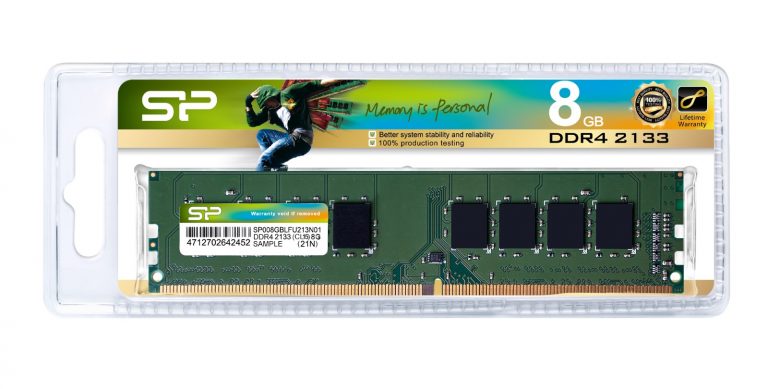 SP
Memory is Personal
Better system stability and reliability
100% production testing
8
GB
DDR4 2133
100%
Lifetime
Warranty
SP
Warranty void if removed
4712702642452
SP008GBLFU213N01
DDR4 2133 (CL15) 8G
SAMPLE (21N)